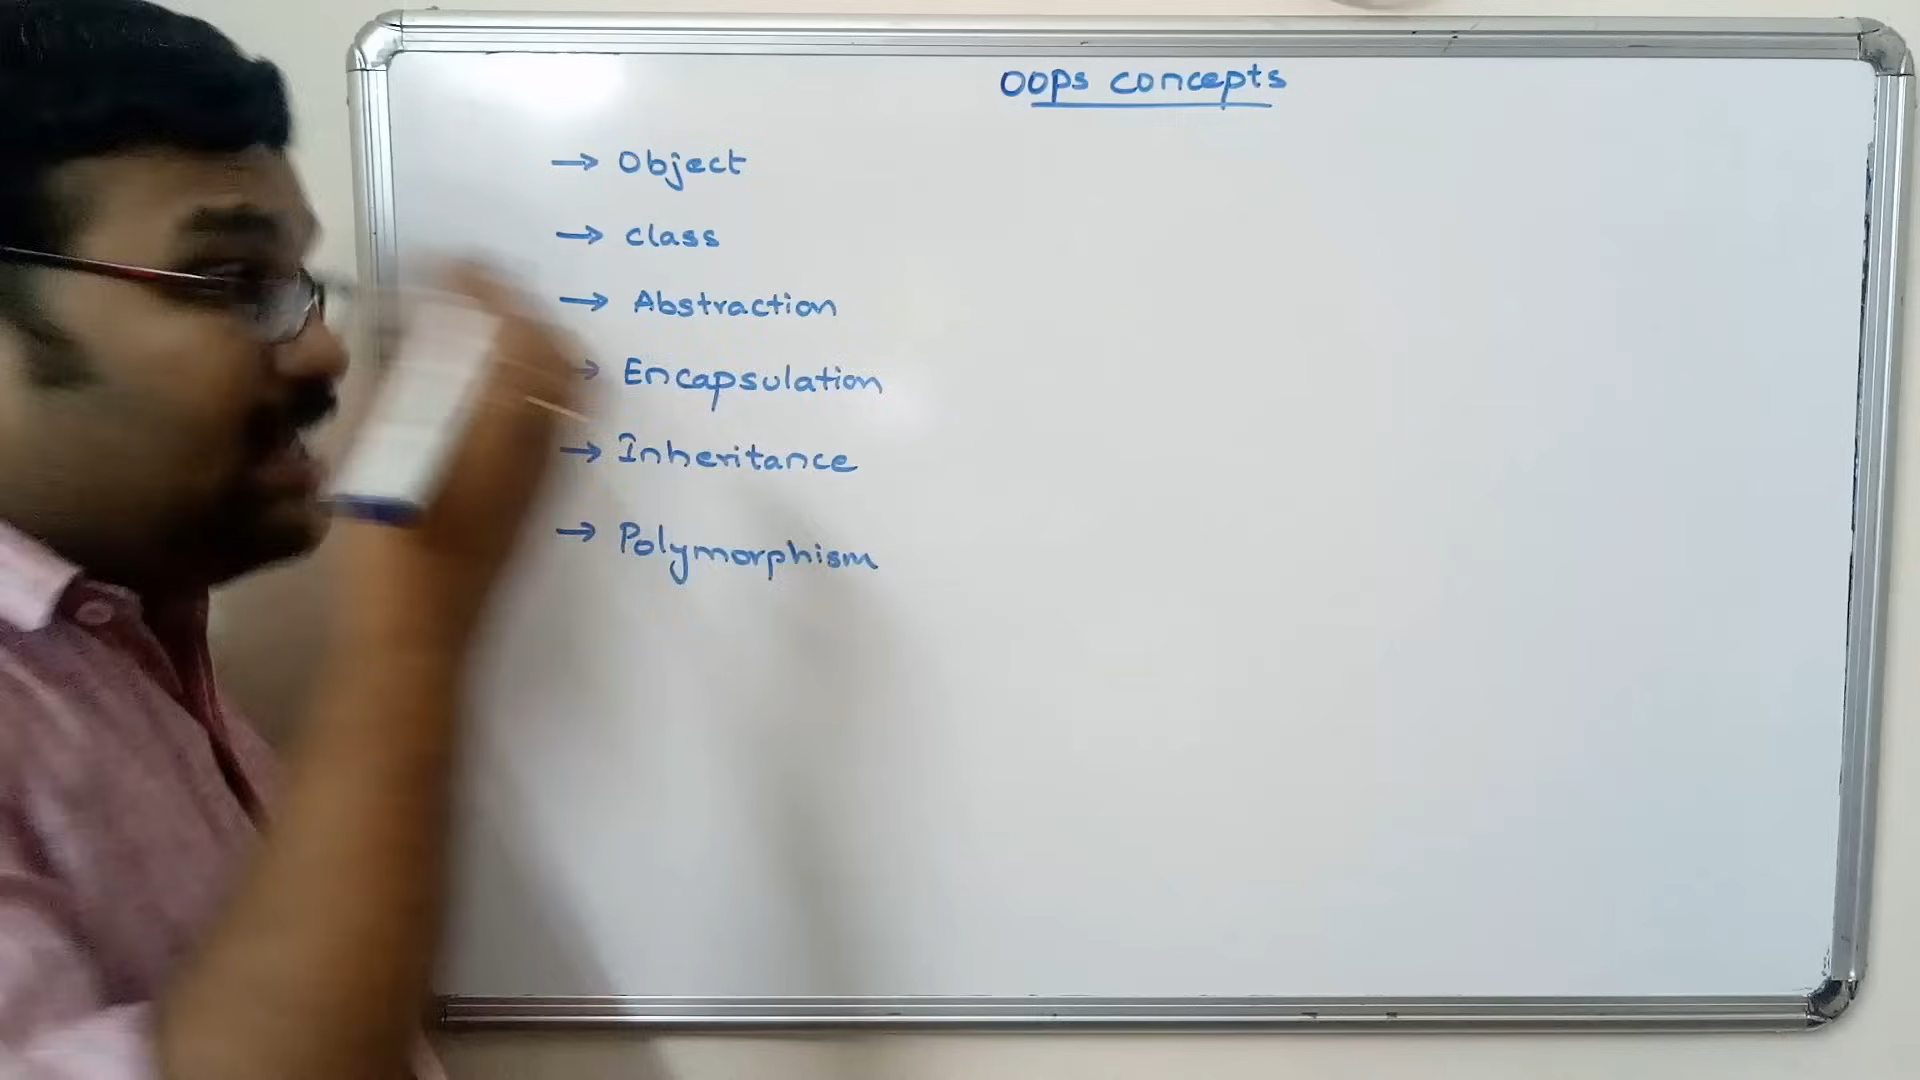 OOPs concepts
→ Object
→ class
→ Abstraction
→ Encapsulation
→ Inheritance
→ Polymorphism